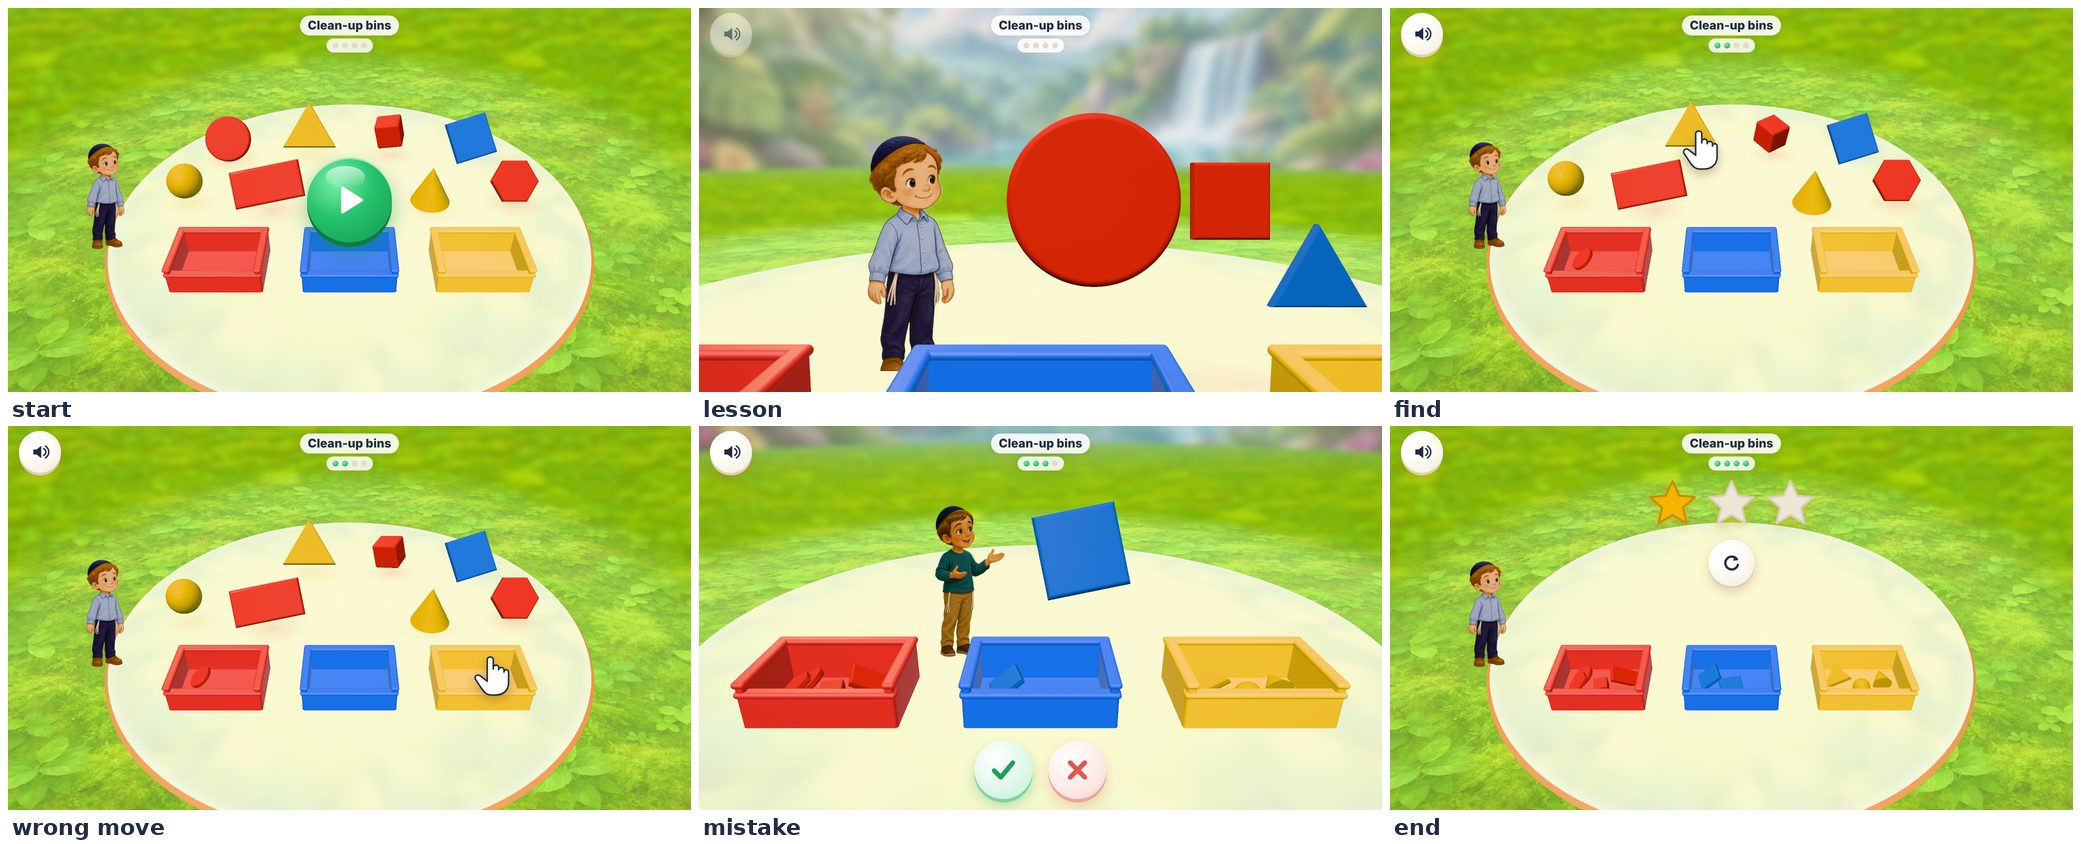 Clean-up bins
Clean-up bins
Clean-up bins
start
lesson
find
Clean-up bins
Clean-up bins
Clean-up bins
wrong move
mistake
end